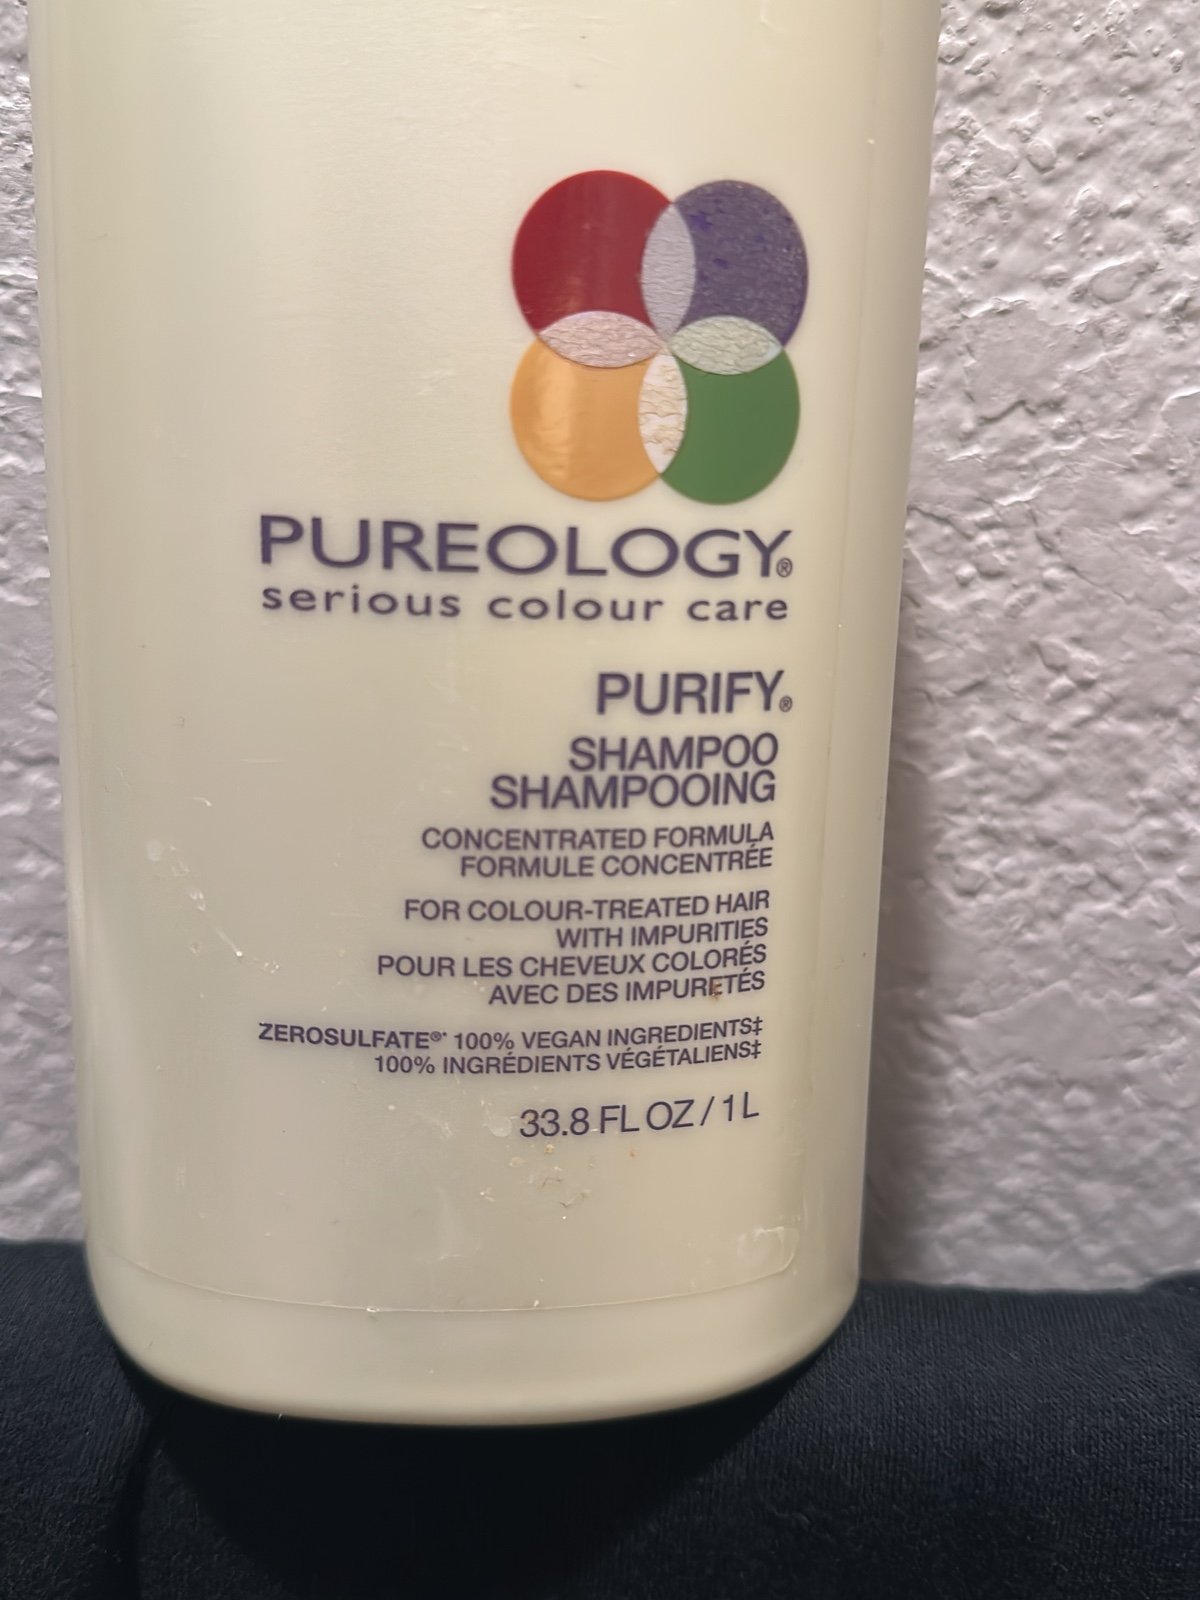 PUREOLOGY®
serious colour care
PURIFY®
SHAMPOO
SHAMPOOING
CONCENTRATED FORMULA
FORMULE CONCENTRÉE
FOR COLOUR-TREATED HAIR
WITH IMPURITIES
POUR LES CHEVEUX COLORÉS
AVEC DES IMPURETÉS
ZEROSULFATE®* 100% VEGAN INGREDIENTS‡
100% INGRÉDIENTS VÉGÉTALIENS‡
33.8 FL OZ / 1 L